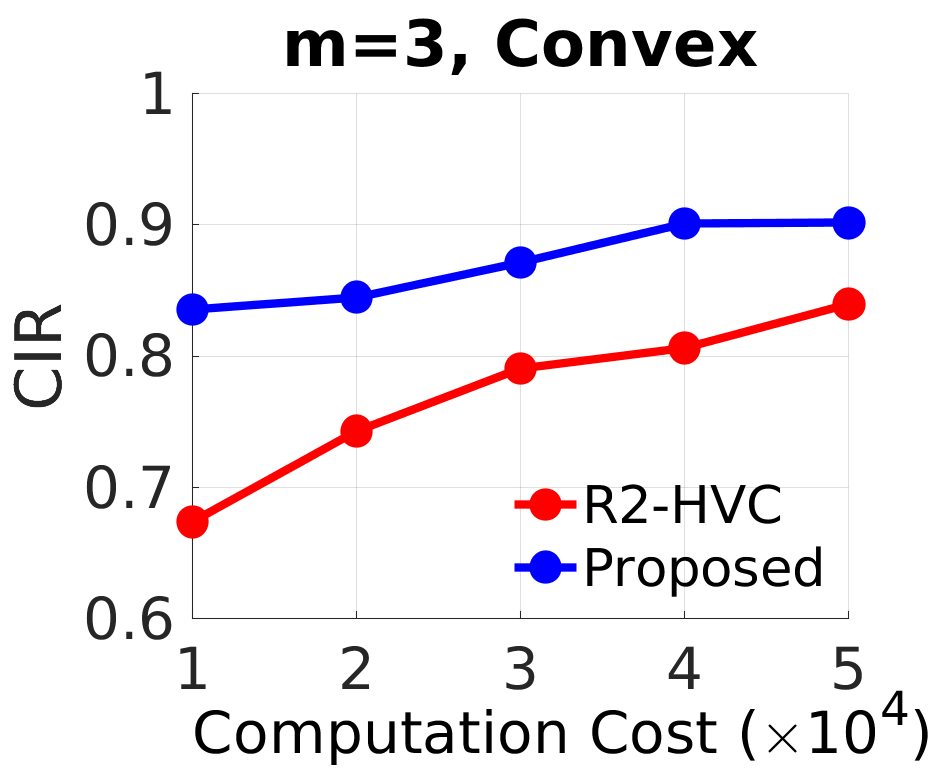 m=3, Convex
1
0.9
0.8
0.7
0.6
CIR
R2-HVC
Proposed
1 2 3 4 5
Computation Cost (×10⁴)